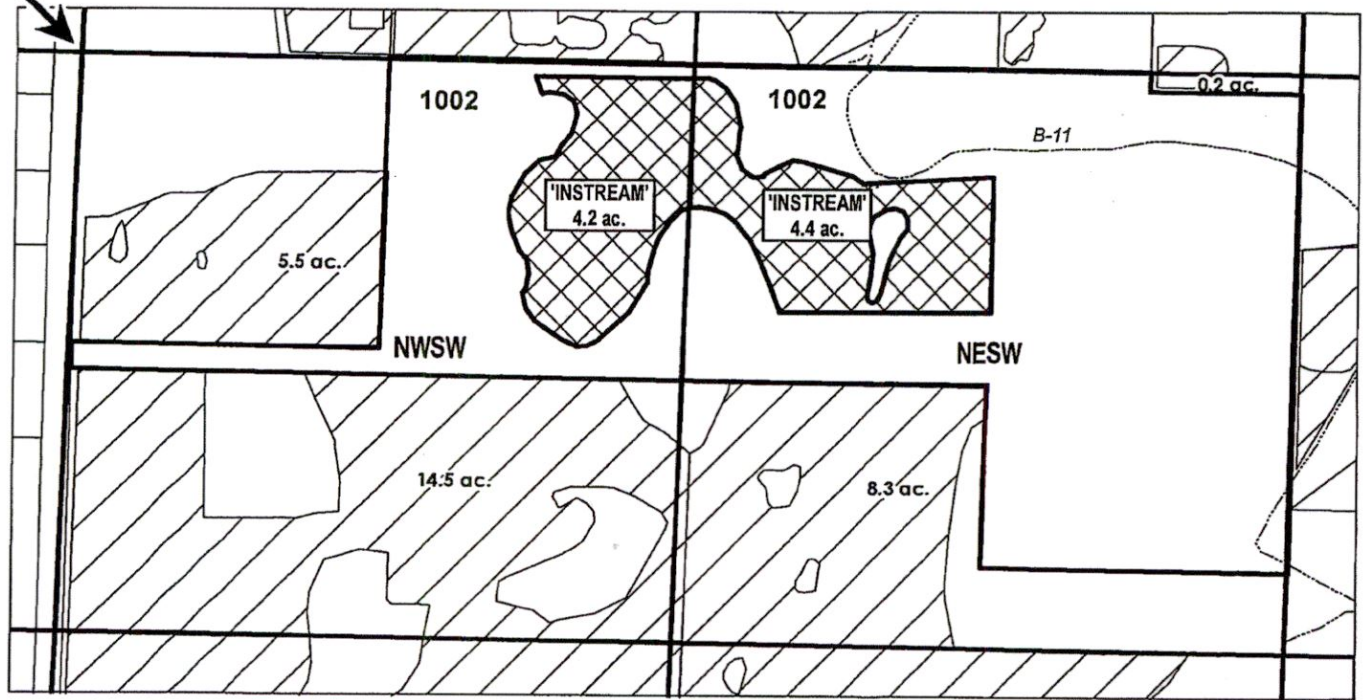 0.2 ac.
1002
1002
B-11
'INSTREAM'
4.2 ac.
'INSTREAM'
4.4 ac.
5.5 ac.
NWSW
NESW
14.5 ac.
8.3 ac.